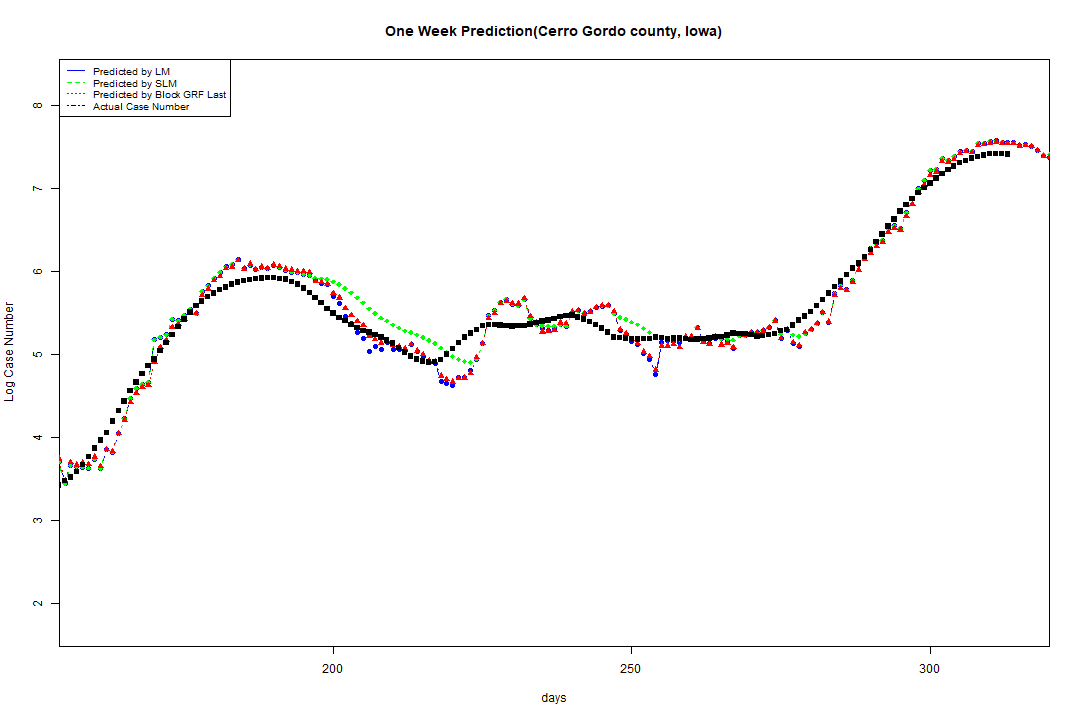 One Week Prediction(Cerro Gordo county, Iowa)
Predicted by LM
Predicted by SLM
Predicted by Block GRF Last
Actual Case Number
8
7
6
5
4
3
2
Log Case Number
200
250
300
days